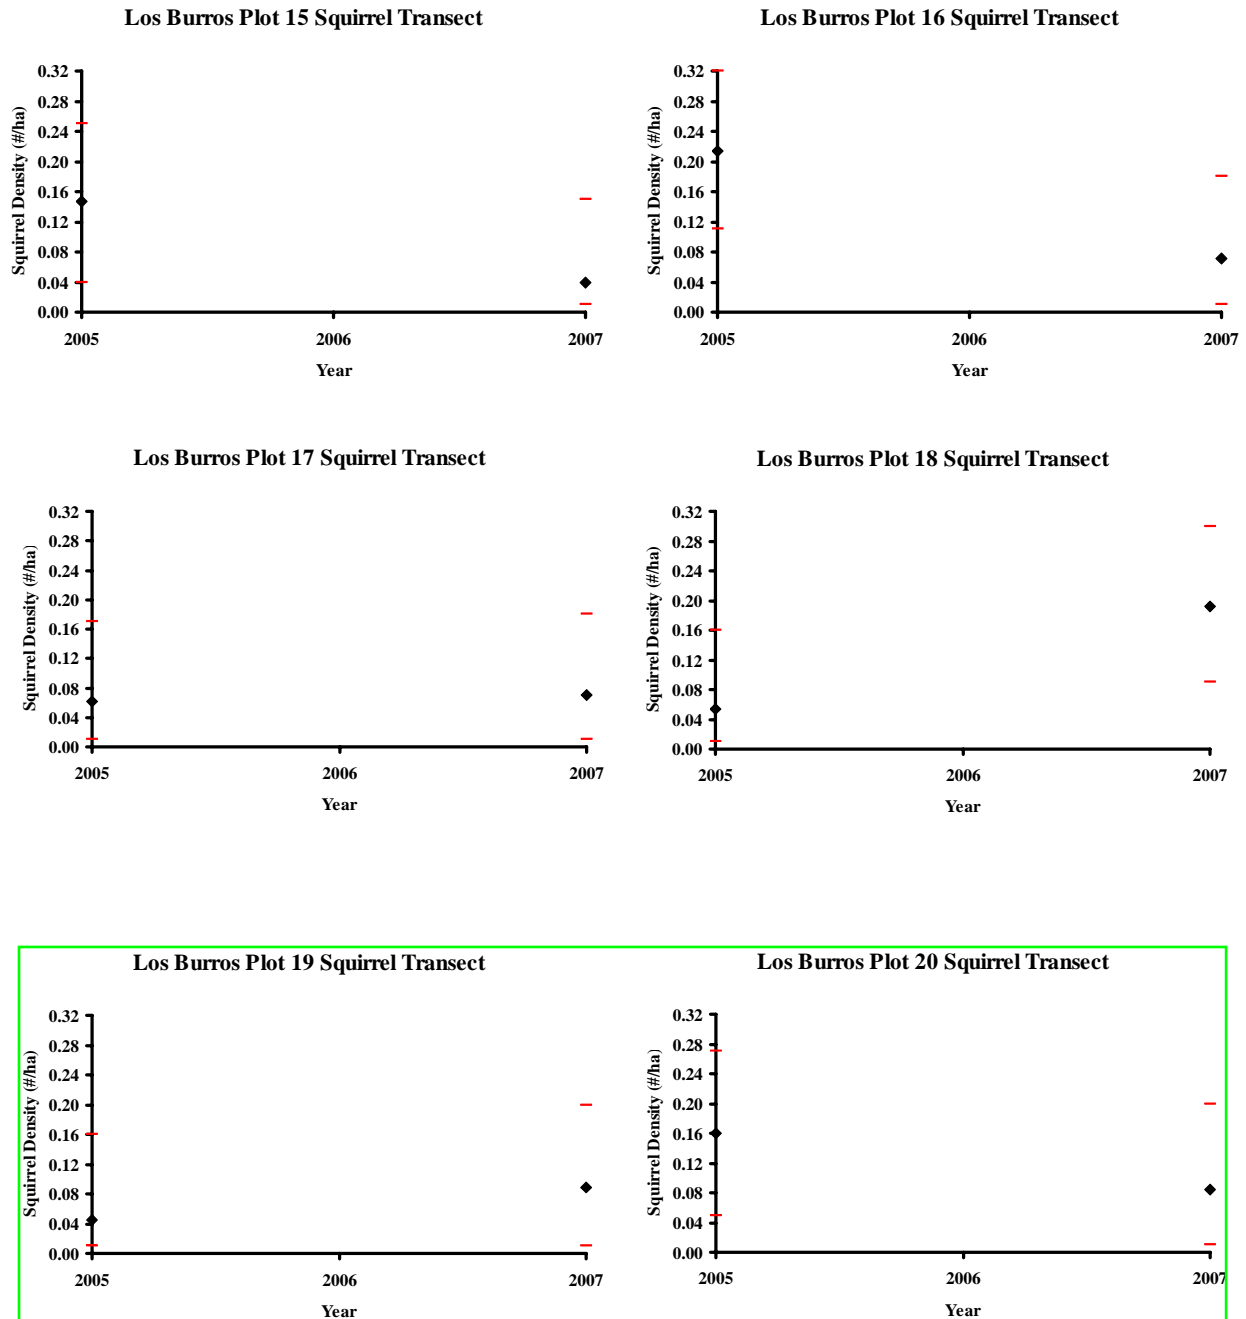 Los Burros Plot 15 Squirrel Transect
Squirrel Density (#/ha)
0.32
0.28
0.24
0.20
0.16
0.12
0.08
0.04
0.00
2005 2006 2007
Year
Los Burros Plot 16 Squirrel Transect
Squirrel Density (#/ha)
0.32
0.28
0.24
0.20
0.16
0.12
0.08
0.04
0.00
2005 2006 2007
Year
Los Burros Plot 17 Squirrel Transect
Squirrel Density (#/ha)
0.32
0.28
0.24
0.20
0.16
0.12
0.08
0.04
0.00
2005 2006 2007
Year
Los Burros Plot 18 Squirrel Transect
Squirrel Density (#/ha)
0.32
0.28
0.24
0.20
0.16
0.12
0.08
0.04
0.00
2005 2006 2007
Year
Los Burros Plot 19 Squirrel Transect
Squirrel Density (#/ha)
0.32
0.28
0.24
0.20
0.16
0.12
0.08
0.04
0.00
2005 2006 2007
Year
Los Burros Plot 20 Squirrel Transect
Squirrel Density (#/ha)
0.32
0.28
0.24
0.20
0.16
0.12
0.08
0.04
0.00
2005 2006 2007
Year